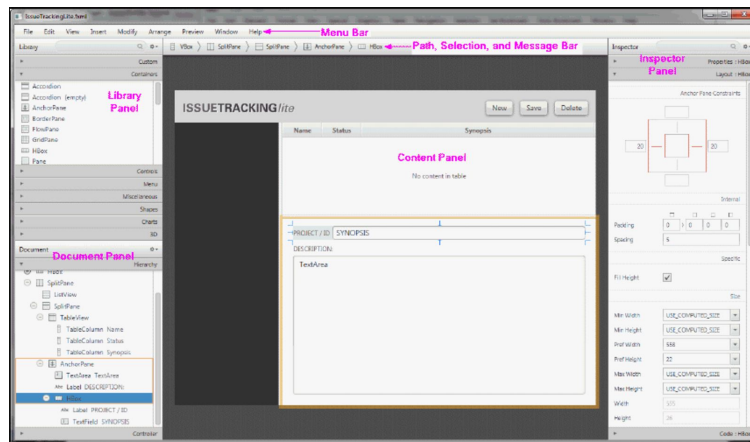 IssueTrackingLite.fxml
File Edit View Insert Modify Arrange Preview Window Help
Menu Bar
Library
VBox SplitPane SplitPane AnchorPane HBox
Path, Selection, and Message Bar
Inspector
Custom
Inspector Panel
Properties : HBox
Containers
Layout : HBox
Accordion
Accordion (empty)
AnchorPane
BorderPane
FlowPane
GridPane
HBox
Pane
Library Panel
Controls
Menu
Miscellaneous
Shapes
Charts
3D
ISSUETRACKINGlite
New Save Delete
Name Status Synopsis
Content Panel
No content in table
PROJECT / ID SYNOPSIS
DESCRIPTION
TextArea
Document
Document Panel
Hierarchy
SplitPane
ListView
SplitPane
TableView
TableColumn Name
TableColumn Status
TableColumn Synopsis
AnchorPane
TextArea TextArea
Label DESCRIPTION:
HBox
Label PROJECT / ID
TextField SYNOPSIS
Controller
Anchor Pane Constraints
20 20
Internal
Padding 0 0 0 0
Spacing 5
Specific
Fill Height
Size
Min Width USE_COMPUTED_SIZE
Min Height USE_COMPUTED_SIZE
Pref Width
Pref Height 22
Max Width USE_COMPUTED_SIZE
Max Height USE_COMPUTED_SIZE
Width
Height
Code : HBox